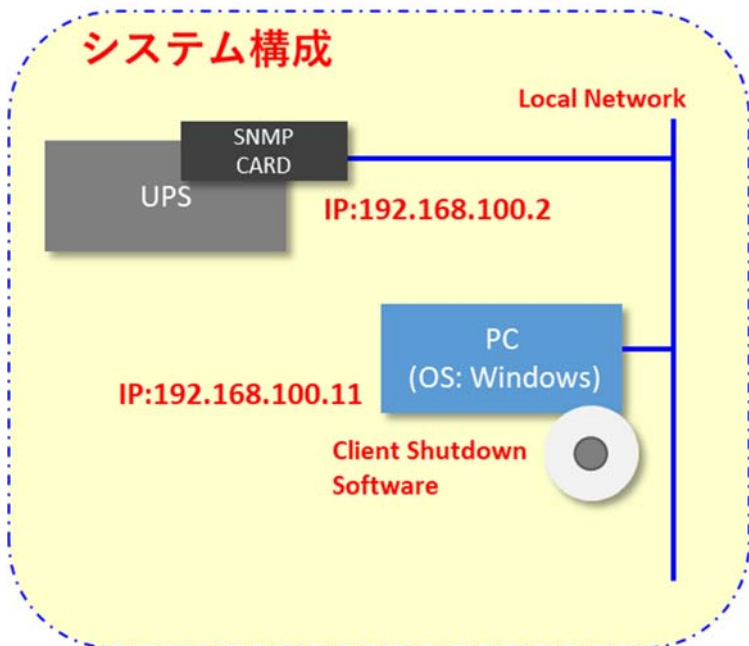 システム構成
Local Network
SNMP
CARD
UPS
IP:192.168.100.2
PC
(OS: Windows)
IP:192.168.100.11
Client Shutdown
Software